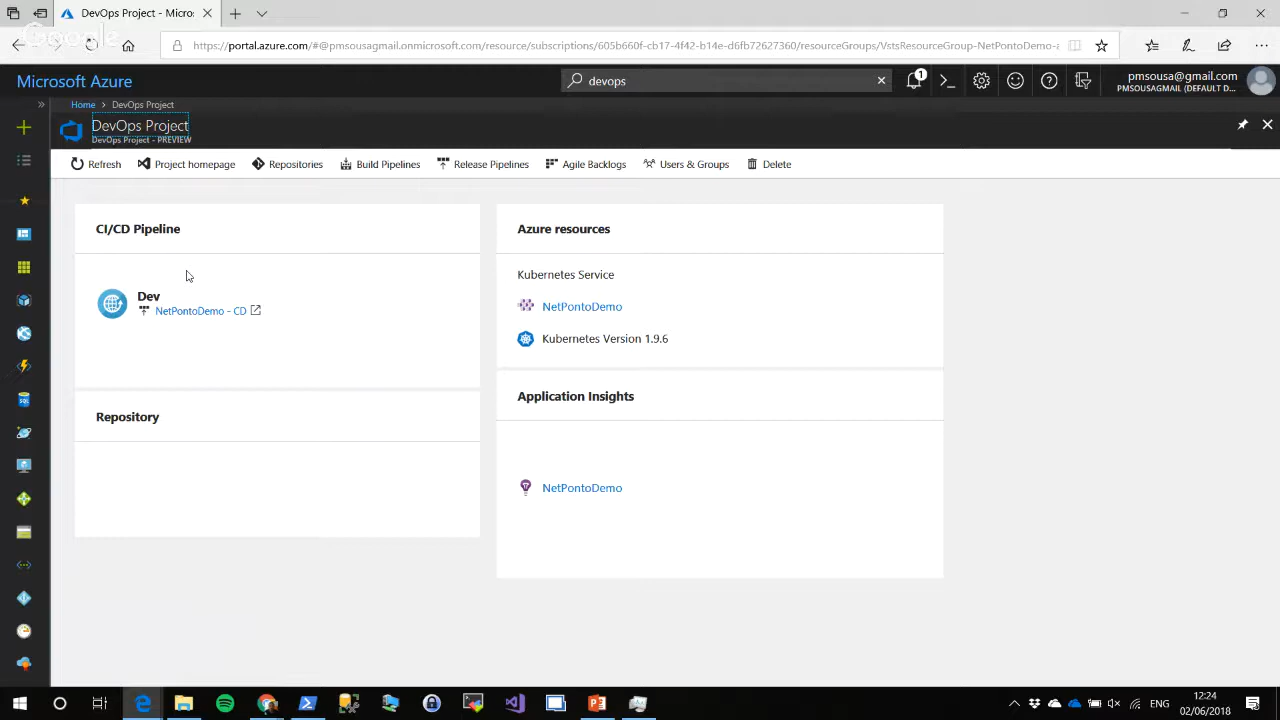 DevOps Project - Micro:
Google
https://portal.azure.com/#@pmsousagmail.onmicrosoft.com/resource/subscriptions/605b660f-cb17-4f42-b14e-d6fb72627360/resourceGroups/VstsResourceGroup-NetPontoDemo-a
Microsoft Azure
devops
1
pmsousa@gmail.com
PMSOUSAGMAIL (DEFAULT D...
Home > DevOps Project
DevOps Project
DevOps Project - PREVIEW
Refresh
Project homepage
Repositories
Build Pipelines
Release Pipelines
Agile Backlogs
Users & Groups
Delete
CI/CD Pipeline
Dev
NetPontoDemo - CD
Repository
Azure resources
Kubernetes Service
NetPontoDemo
Kubernetes Version 1.9.6
Application Insights
NetPontoDemo
SQL
ENG
12:24
02/06/2018